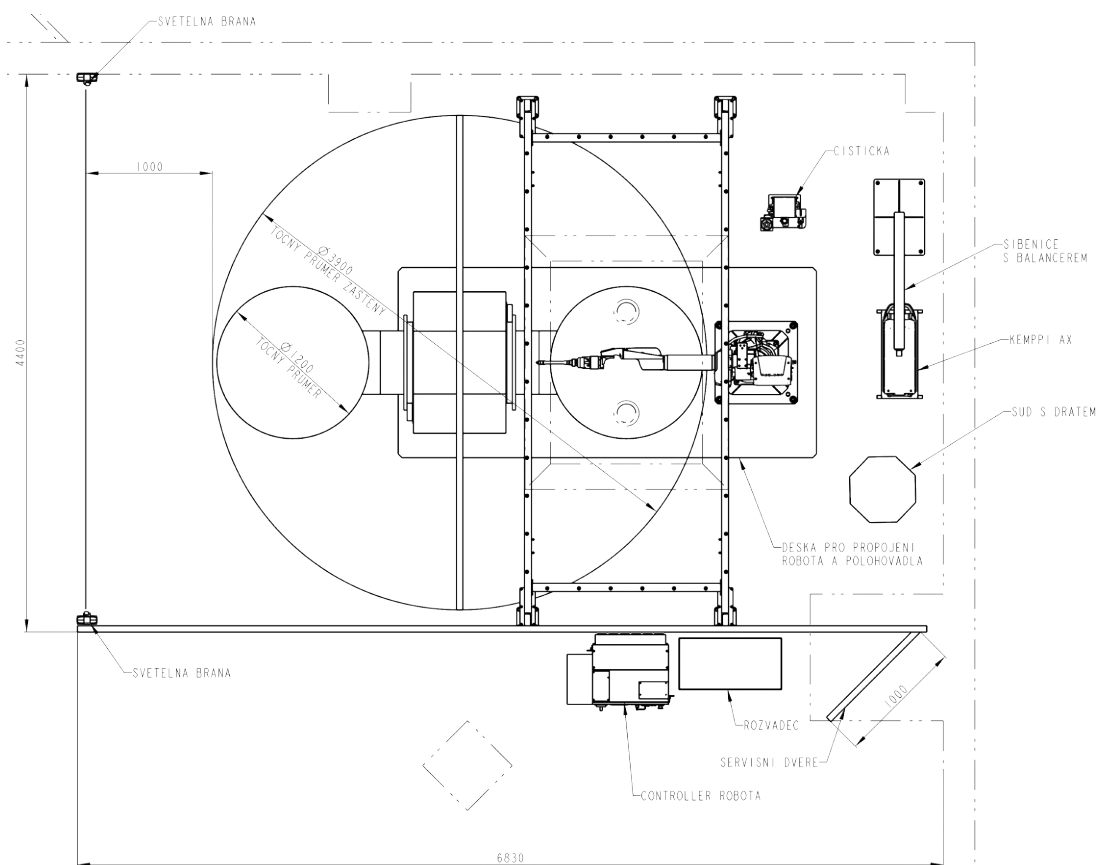 SVETELNA BRANA
1000
CISTICKA
Ø3900
TOCNY PRUMER ZASTENY
SIBENICE
S BALANCEREM
4400
Ø1200
TOCNY PRUMER
KEMPPI AX
SUD S DRATEM
DESKA PRO PROPOJENI
ROBOTA A POLOHOVADLA
SVETELNA BRANA
1000
ROZVADEC
SERVISNI DVERE
CONTROLLER ROBOTA
6830